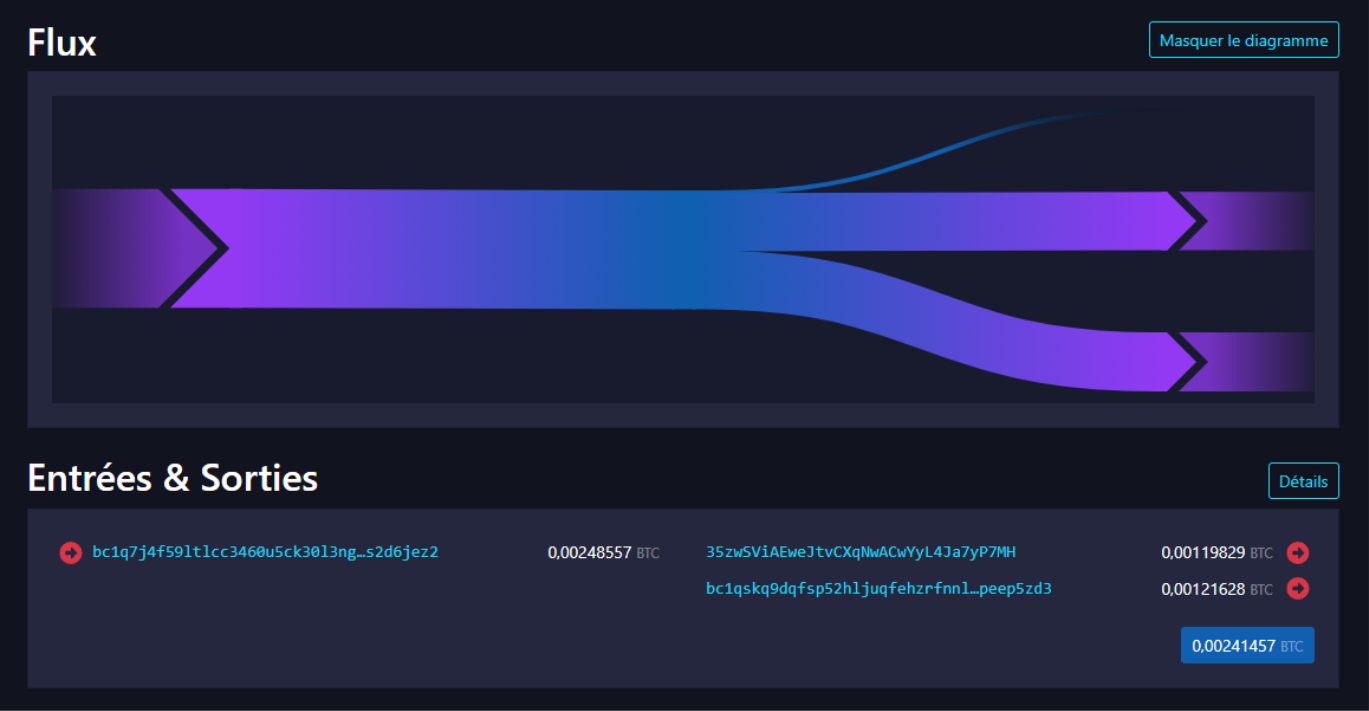 Flux
Masquer le diagramme
Entrées & Sorties
Détails
bc1q7j4f59ltlcc3460u5ck30l3ng…s2d6jez2 0,00248557 BTC
35zwSViAEweJtvCXqNwACwYyL4Ja7yP7MH 0,00119829 BTC
bc1qskq9dqfsp52hljuqfehzrfnnl…peep5zd3 0,00121628 BTC
0,00241457 BTC